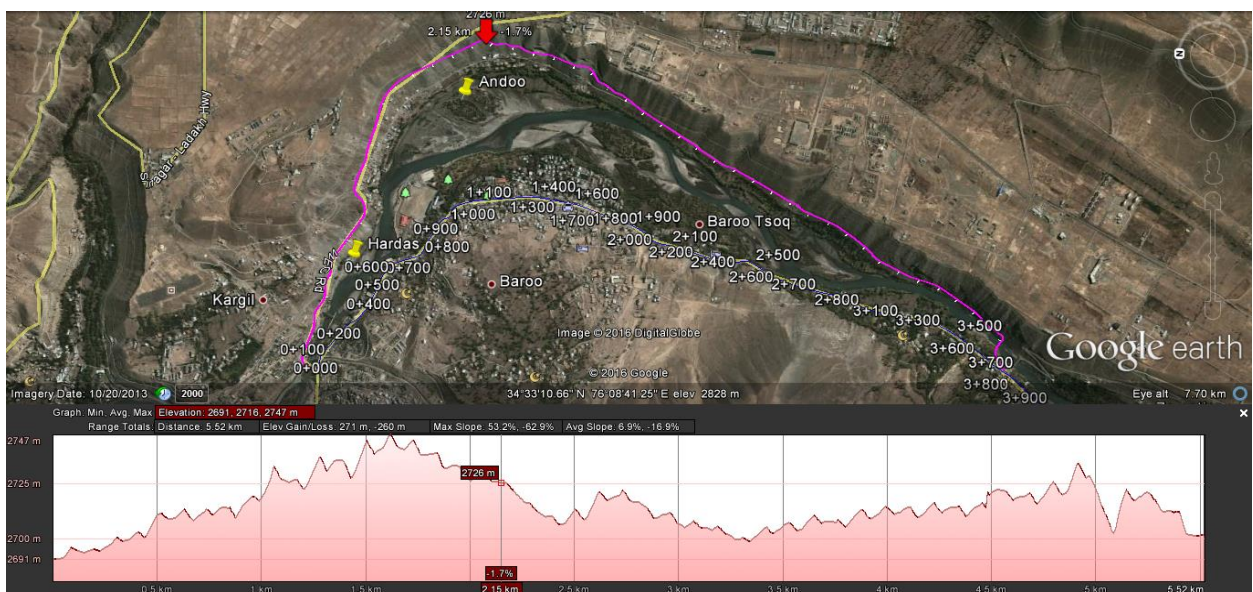 2726 m
2.15 km -1.7%
Andoo
Srinagar - Ladakh Hwy
N
1+100
1+400
1+600
1+000
1+300
1+700
1+800
1+900
Baroo Tsoq
0+900
2+000
2+100
Hardas
0+800
2+200
2+500
0+600
0+700
2+400
2+600
0+500
Baroo
2+700
Kargil
0+400
2+800
3+100
3+300
3+500
0+200
Image © 2016 DigitalGlobe
0+100
3+600
Google earth
0+000
3+700
© 2016 Google
3+800
3+900
Imagery Date: 10/20/2013 2000 34°33'10.66" N 76°08'41.25" E elev 2828 m Eye alt 7.70 km
Graph: Min, Avg, Max Elevation: 2691, 2716, 2747 m
Range Totals: Distance: 5.52 km Elev Gain/Loss: 271 m, -260 m Max Slope: 53.2%, -62.9% Avg Slope: 6.9%, -16.9%
2747 m
2726 m
2725 m
2700 m
2691 m
-1.7%
0.5 km 1 km 1.5 km 2.15 km 2.5 km 3 km 3.5 km 4 km 4.5 km 5 km 5.52 km